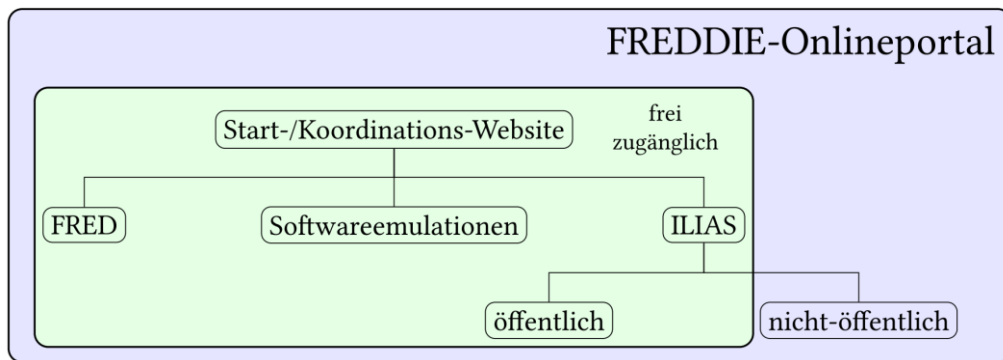 FREDDIE-Onlineportal
Start-/Koordinations-Website
frei
zugänglich
FRED
Softwareemulationen
ILIAS
öffentlich
nicht-öffentlich